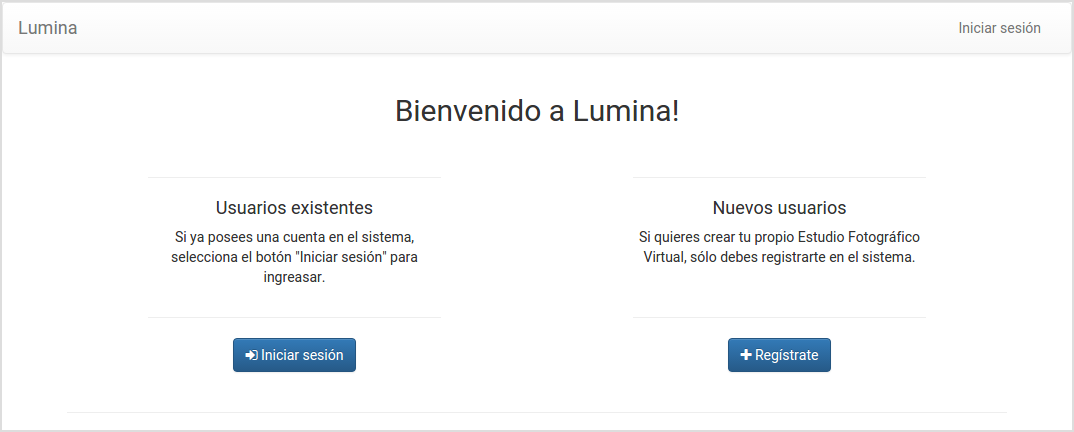 Lumina
Iniciar sesión
Bienvenido a Lumina!
Usuarios existentes
Si ya posees una cuenta en el sistema,
selecciona el botón "Iniciar sesión" para
ingreasar.
Iniciar sesión
Nuevos usuarios
Si quieres crear tu propio Estudio Fotográfico
Virtual, sólo debes registrarte en el sistema.
Regístrate